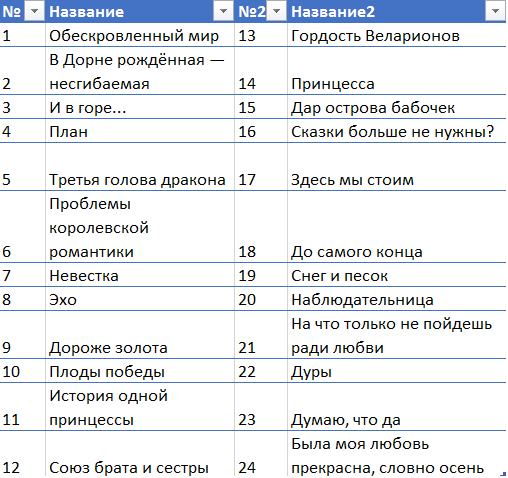 № Название №2 Название2
1 Обескровленный мир 13 Гордость Веларионов
В Дорне рождённая —
2 несгибаемая 14 Принцесса
3 И в горе... 15 Дар острова бабочек
4 План 16 Сказки больше не нужны?
5 Третья голова дракона 17 Здесь мы стоим
Проблемы
королевской
6 романтики 18 До самого конца
7 Невестка 19 Снег и песок
8 Эхо 20 Наблюдательница
На что только не пойдешь
9 Дороже золота 21 ради любви
10 Плоды победы 22 Дуры
История одной
11 принцессы 23 Думаю, что да
Была моя любовь
12 Союз брата и сестры 24 прекрасна, словно осень